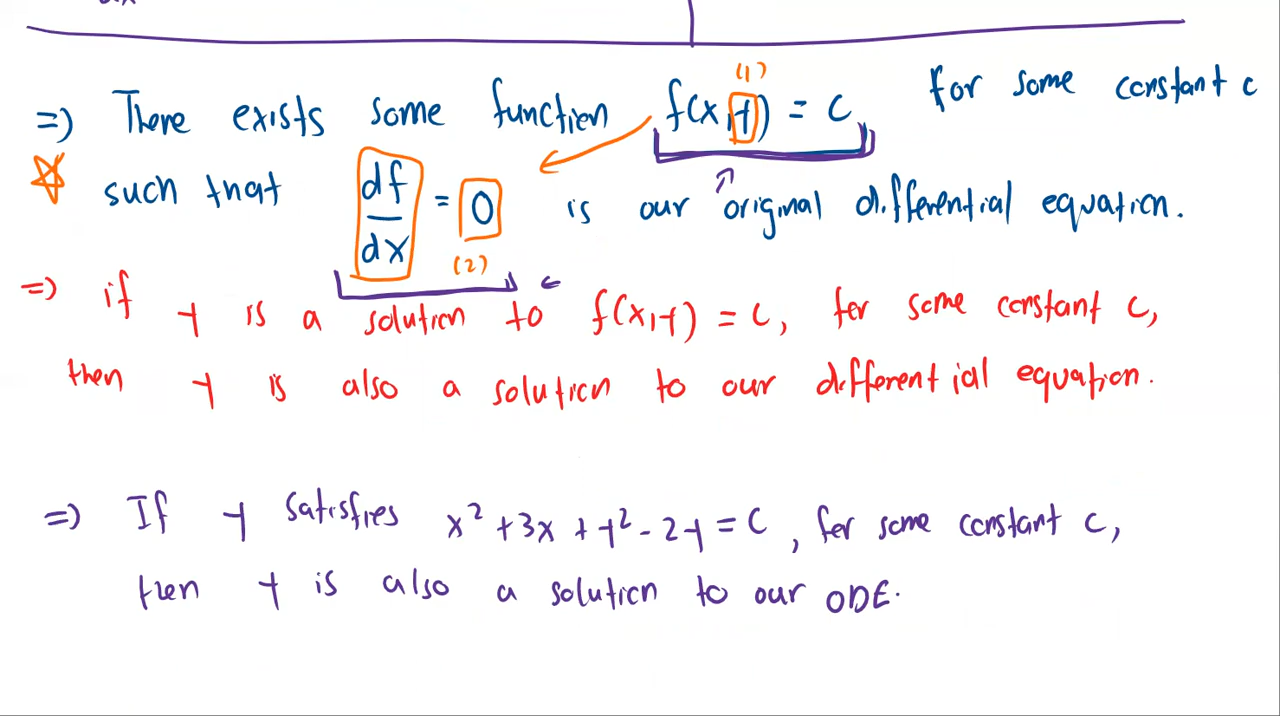 (1)
=> There exists some function f(x,y) = c for some constant c
such that df/dx = 0 is our original differential equation.
(2)
=> if y is a solution to f(x,y) = c, for some constant c,
then y is also a solution to our differential equation.
=> If y satisfies x² + 3x + y² - 2y = c, for some constant c,
then y is also a solution to our ODE.